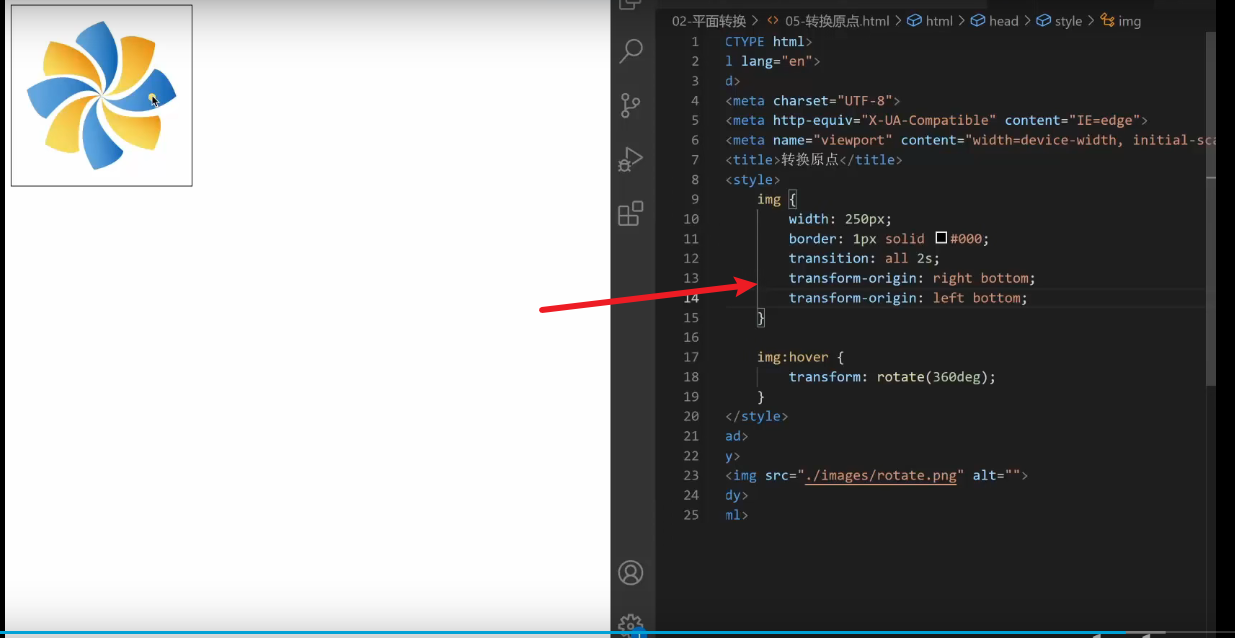 02-平面转换 > 05-转换原点.html > html > head > style > img
1 CTYPE html>
2 l lang="en">
3 d>
4 <meta charset="UTF-8">
5 <meta http-equiv="X-UA-Compatible" content="IE=edge">
6 <meta name="viewport" content="width=device-width, initial-sca
7 <title>转换原点</title>
8 <style>
9 img {
10 width: 250px;
11 border: 1px solid #000;
12 transition: all 2s;
13 transform-origin: right bottom;
14 transform-origin: left bottom;
15 }
16
17 img:hover {
18 transform: rotate(360deg);
19 }
20 </style>
21 ad>
22 y>
23 <img src="./images/rotate.png" alt="">
24 dy>
25 ml>